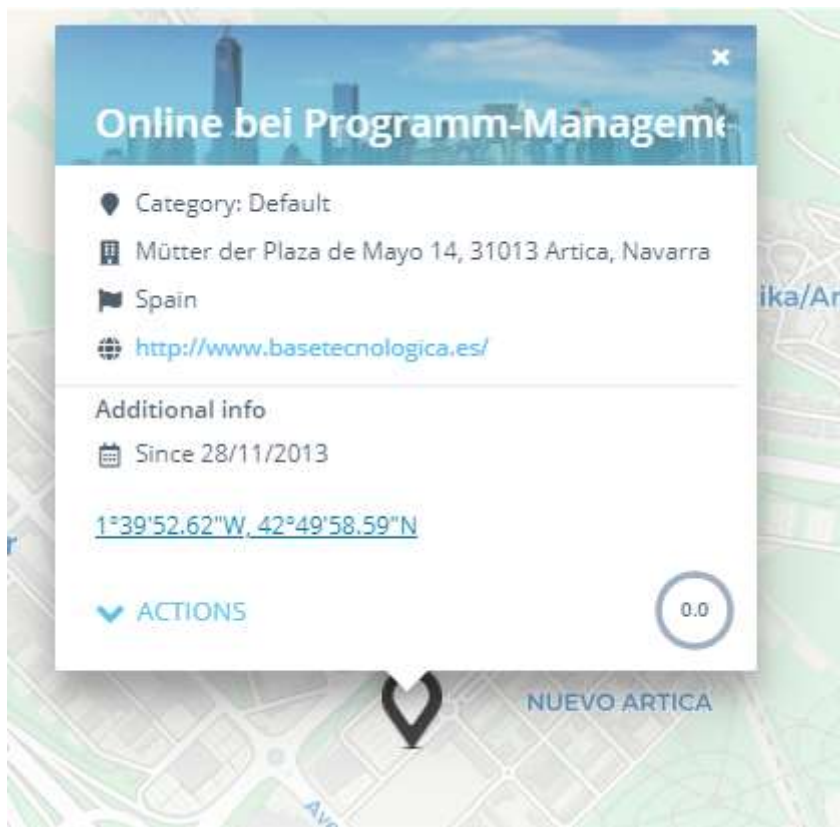 Online bei Programm-Manageme
Category: Default
Mütter der Plaza de Mayo 14, 31013 Artica, Navarra
Spain
http://www.basetecnologica.es/
ika/Ar
Additional info
Since 28/11/2013
1°39'52.62"W, 42°49'58.59"N
r
ACTIONS
0.0
NUEVO ARTICA
Ave